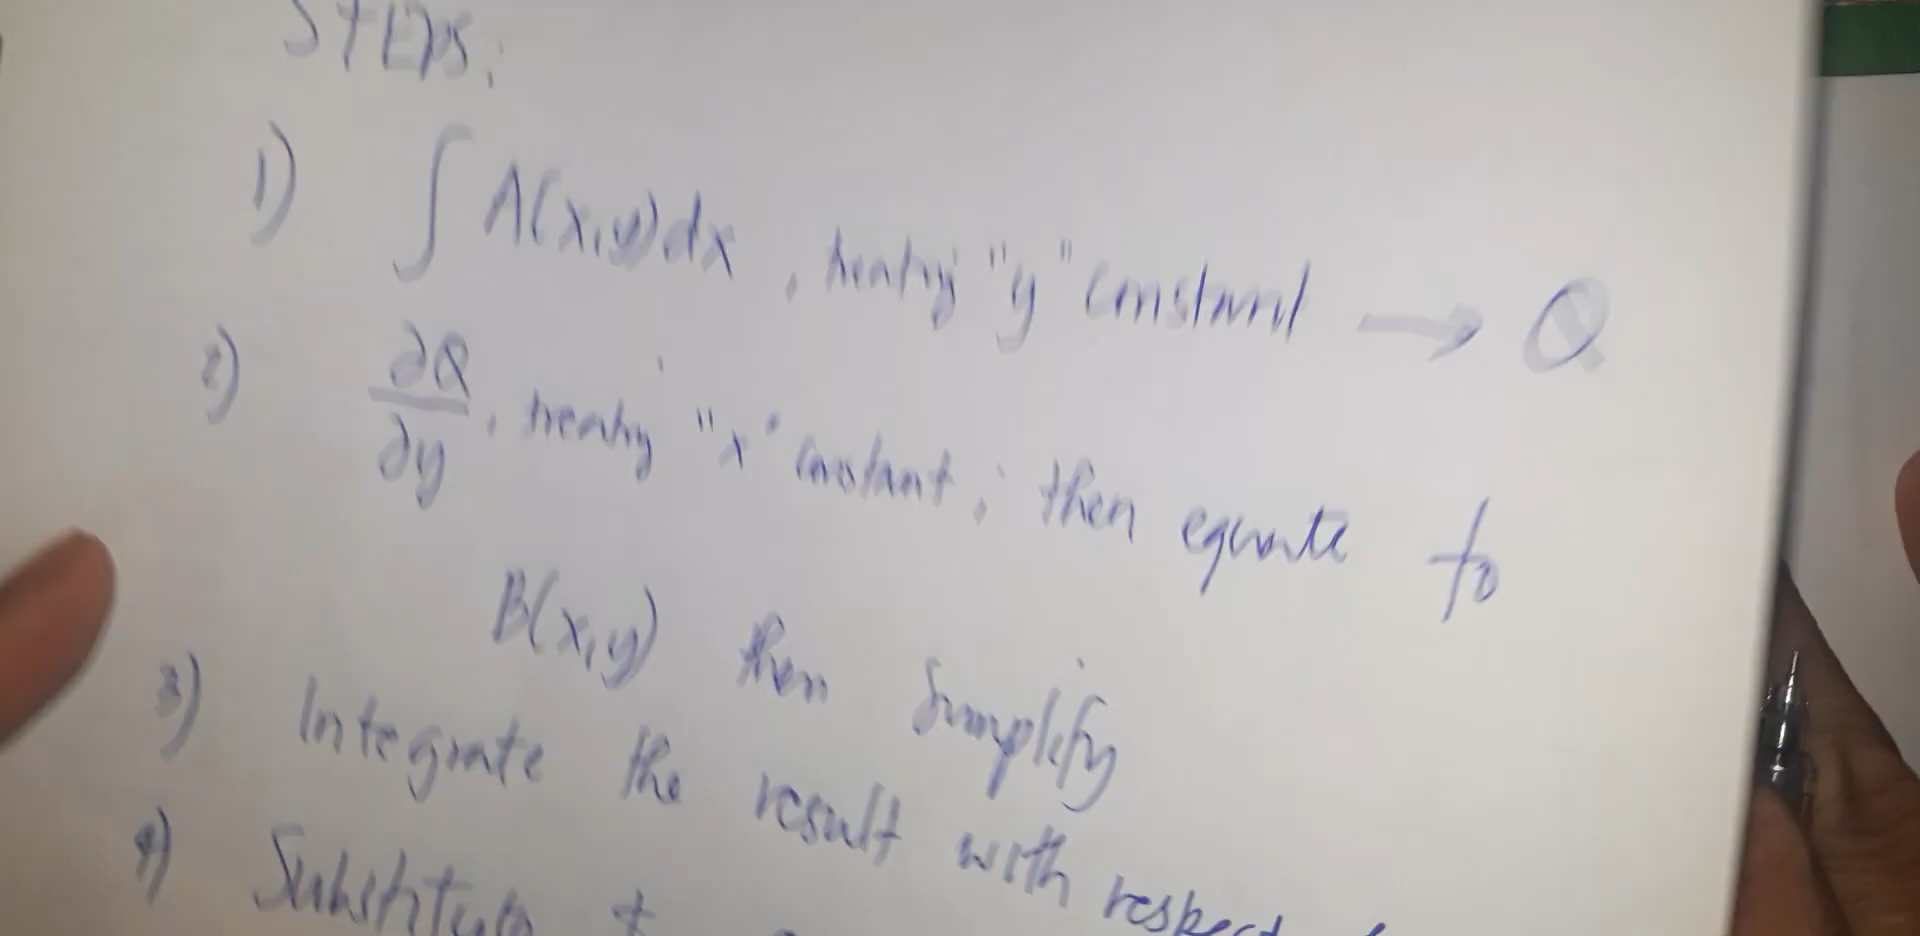 STEPS:
1) ∫ A(x,y)dx , treating "y" constant → Q
2) ∂Q/∂y , treating "x" constant ; then equate to
B(x,y) then simplify
3) Integrate the result with respect
4) Substitute